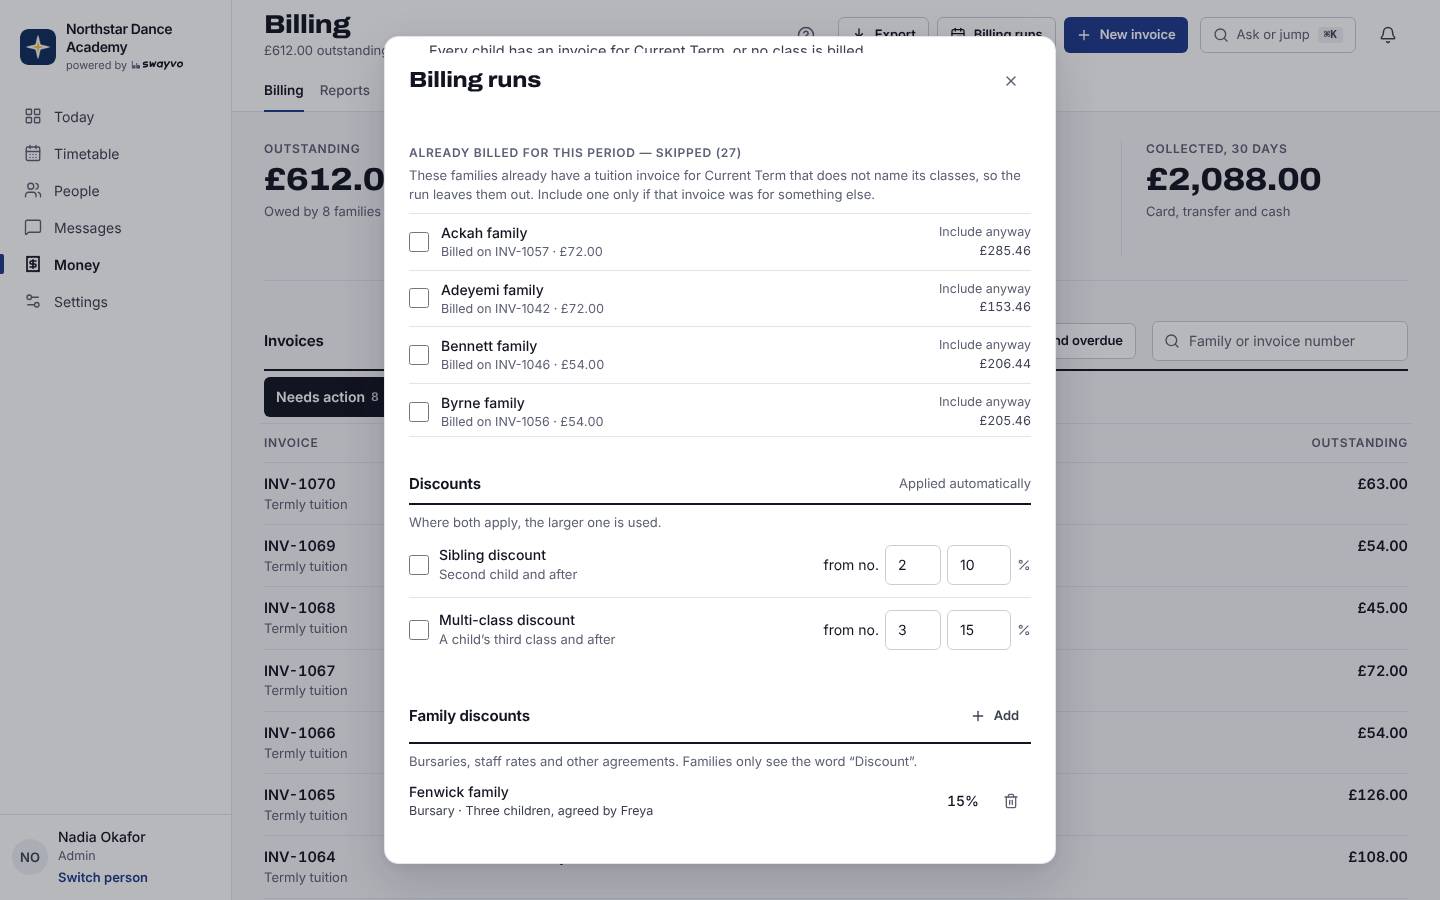 Northstar Dance
Academy
powered by swayvo
Today
Timetable
People
Messages
Money
Settings
NO
Nadia Okafor
Admin
Switch person
Billing
£612.00 outstanding
Export
Billing runs
New invoice
Ask or jump
⌘K
Billing
Reports
OUTSTANDING
£612.0
Owed by 8 families
COLLECTED, 30 DAYS
£2,088.00
Card, transfer and cash
Invoices
nd overdue
Family or invoice number
Needs action 8
INVOICE
OUTSTANDING
INV-1070
Termly tuition
£63.00
INV-1069
Termly tuition
£54.00
INV-1068
Termly tuition
£45.00
INV-1067
Termly tuition
£72.00
INV-1066
Termly tuition
£54.00
INV-1065
Termly tuition
£126.00
INV-1064
Termly tuition
£108.00
Every child has an invoice for Current Term, or no class is billed
Billing runs
ALREADY BILLED FOR THIS PERIOD — SKIPPED (27)
These families already have a tuition invoice for Current Term that does not name its classes, so the
run leaves them out. Include one only if that invoice was for something else.
Ackah family
Billed on INV-1057 · £72.00
Include anyway
£285.46
Adeyemi family
Billed on INV-1042 · £72.00
Include anyway
£153.46
Bennett family
Billed on INV-1046 · £54.00
Include anyway
£206.44
Byrne family
Billed on INV-1056 · £54.00
Include anyway
£205.46
Discounts
Applied automatically
Where both apply, the larger one is used.
Sibling discount
Second child and after
from no. 2 10 %
Multi-class discount
A child’s third class and after
from no. 3 15 %
Family discounts
Add
Bursaries, staff rates and other agreements. Families only see the word “Discount”.
Fenwick family
Bursary · Three children, agreed by Freya
15%